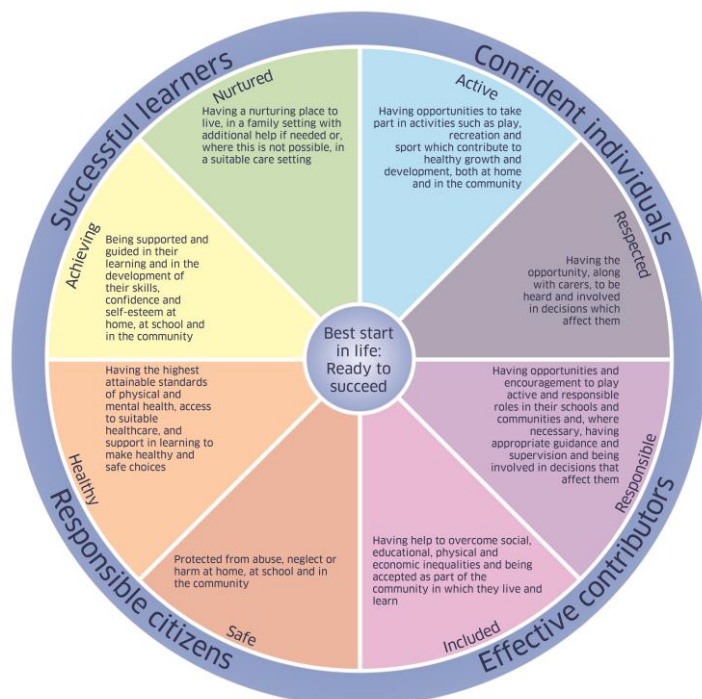 Successful learners
Confident individuals
Nurtured
Having a nurturing place to
live, in a family setting with
additional help if needed or,
where this is not possible, in
a suitable care setting
Active
Having opportunities to take
part in activities such as play,
recreation and
sport which contribute to
healthy growth and
development, both at home
and in the community
Achieving
Being supported and
guided in their
learning and in the
development of
their skills,
confidence and
self-esteem at
home, at school and
in the community
Respected
Having the
opportunity, along
with carers, to be
heard and involved
in decisions which
affect them
Best start
in life:
Ready to
succeed
Healthy
Having the highest
attainable standards
of physical and
mental health, access
to suitable
healthcare, and
support in learning to
make healthy and
safe choices
Responsible
Having opportunities and
encouragement to play
active and responsible
roles in their schools and
communities and, where
necessary, having
appropriate guidance and
supervision and being
involved in decisions that
affect them
Protected from abuse, neglect or
harm at home, at school and in
the community
Safe
Having help to overcome social,
educational, physical and
economic inequalities and being
accepted as part of the
community in which they live and
learn
Included
Responsible citizens
Effective contributors